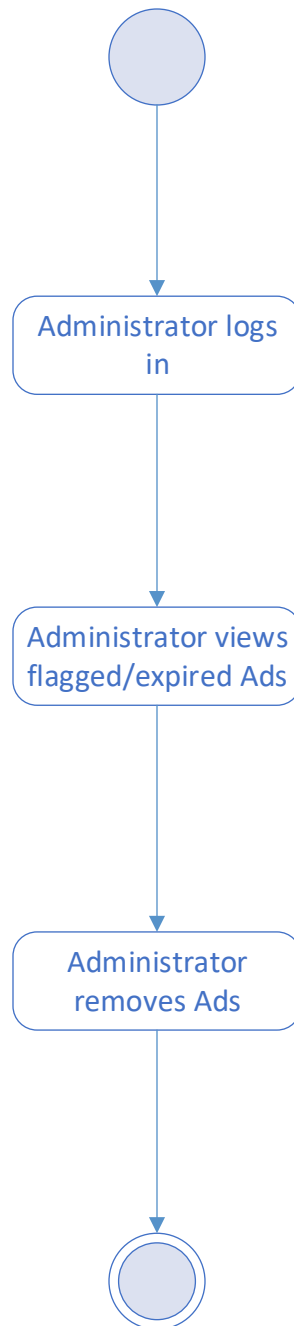 Administrator logs
in
Administrator views
flagged/expired Ads
Administrator
removes Ads